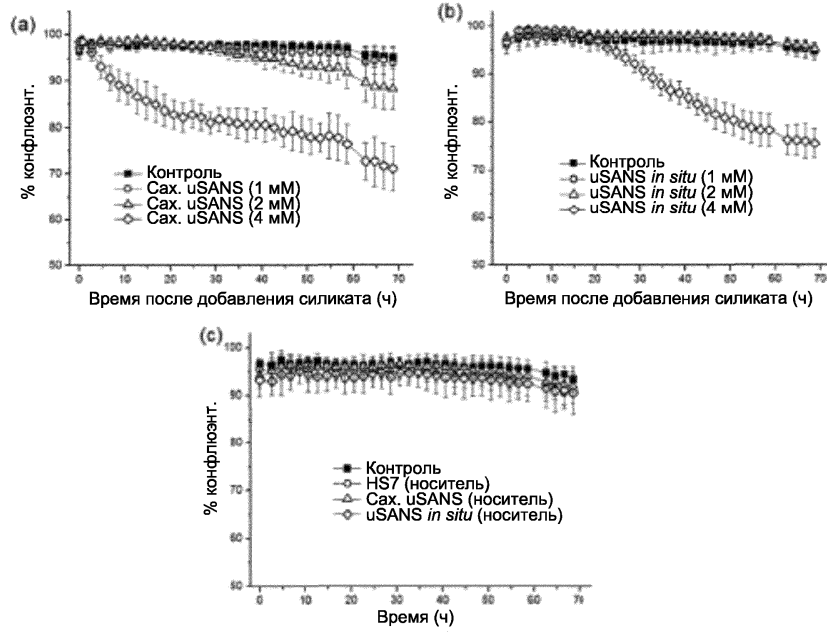 (a)
% конфлюэнт.
100
90
80
70
60
50
Контроль
Сах. uSANS (1 мМ)
Сах. uSANS (2 мМ)
Сах. uSANS (4 мМ)
0 10 20 30 40 50 60 70
Время после добавления силиката (ч)
(b)
% конфлюэнт.
100
90
80
70
60
50
Контроль
uSANS in situ (1 мМ)
uSANS in situ (2 мМ)
uSANS in situ (4 мМ)
0 10 20 30 40 50 60 70
Время после добавления силиката (ч)
(c)
% конфлюэнт.
100
90
80
70
60
50
Контроль
HS7 (носитель)
Сах. uSANS (носитель)
uSANS in situ (носитель)
0 10 20 30 40 50 60 70
Время (ч)